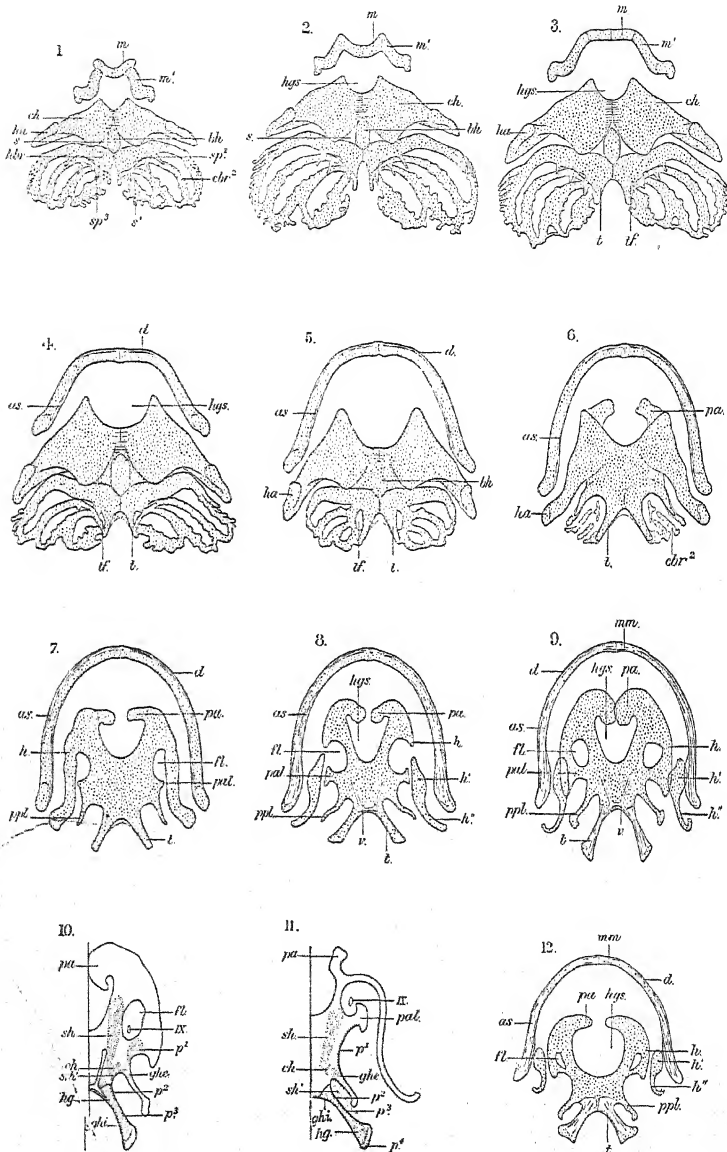 1.
m
m'
ch
ha
s
hbr
bh
sp²
cbr²
sp³
s'
2.
m
m'
hgs
ch.
s.
bh
3.
m
m'
hgs
ch.
ha
t
tf.
4.
d
as.
hgs.
tf.
t.
5.
d.
as
ha
bh
tf.
t.
6.
pa.
as.
ha
t.
cbr²
7.
d
as.
pa.
h.
fl.
pal.
ppl.
t.
8.
hgs.
as
pa.
fl
h.
pal
h'.
ppl.
h''.
v.
t.
9.
mm.
d
hgs. pa.
as.
fl
h.
pal
h'.
ppl.
h''.
t
v
10.
pa
fl.
IX.
sh.
p¹
ch
sh'
ghe.
p²
hg
ghi.
p³
11.
pa
IX.
pal.
sh.
p¹
ch
ghe
sh'
p²
ghi.
p³
hg.
p⁴
12.
mm
d.
pa hgs.
as
fl
h.
h'.
h''
ppl.
t.